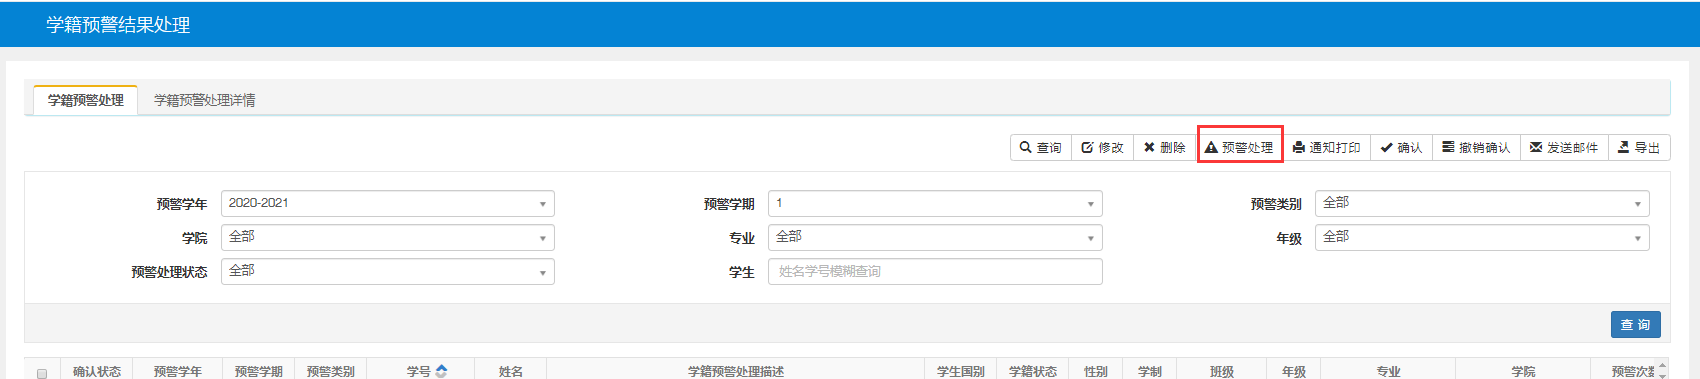 学籍预警结果处理
学籍预警处理 学籍预警处理详情
查询 修改 删除 预警处理 通知打印 确认 撤销确认 发送邮件 导出
预警学年 2020-2021 预警学期 1 预警类别 全部
学院 全部 专业 全部 年级 全部
预警处理状态 全部 学生 姓名学号模糊查询
查 询
确认状态 预警学年 预警学期 预警类别 学号 姓名 学籍预警处理描述 学生国别 学籍状态 性别 学制 班级 年级 专业 学院 预警次数